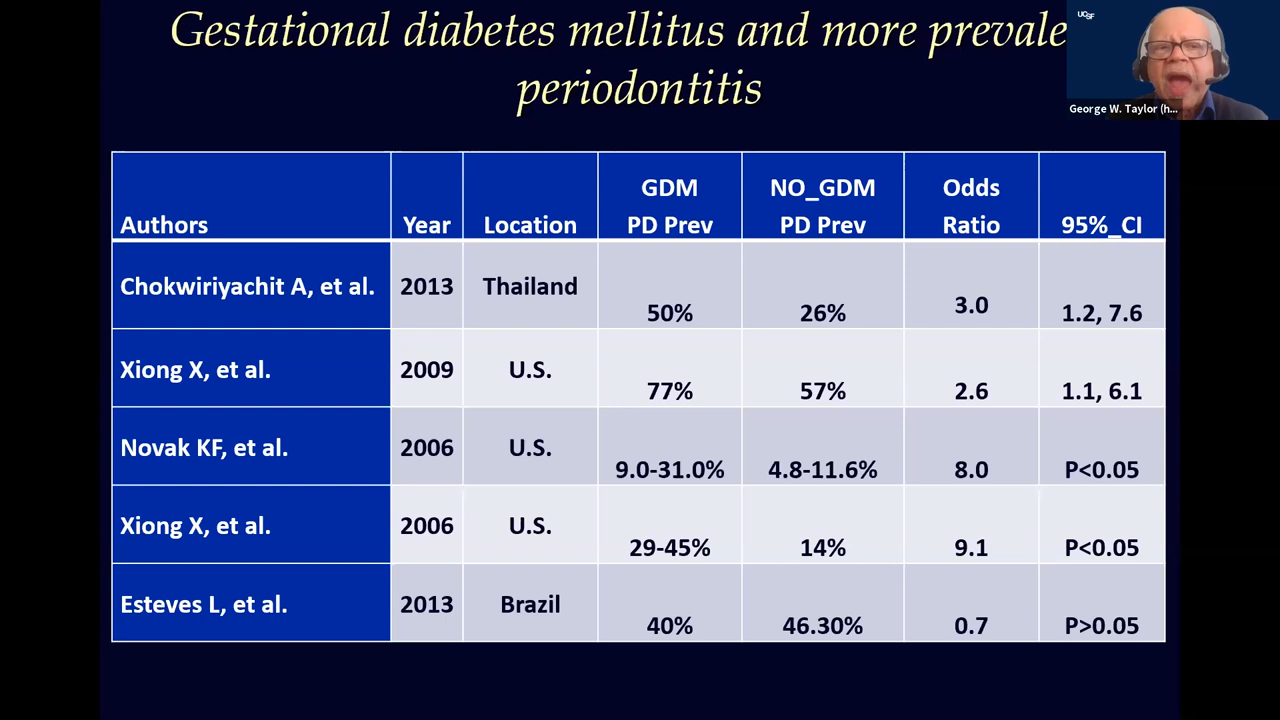 Gestational diabetes mellitus and more prevale
periodontitis
UCSF
George W. Taylor (h...
Authors Year Location GDM PD Prev NO_GDM PD Prev Odds Ratio 95%_CI
Chokwiriyachit A, et al. 2013 Thailand 50% 26% 3.0 1.2, 7.6
Xiong X, et al. 2009 U.S. 77% 57% 2.6 1.1, 6.1
Novak KF, et al. 2006 U.S. 9.0-31.0% 4.8-11.6% 8.0 P<0.05
Xiong X, et al. 2006 U.S. 29-45% 14% 9.1 P<0.05
Esteves L, et al. 2013 Brazil 40% 46.30% 0.7 P>0.05